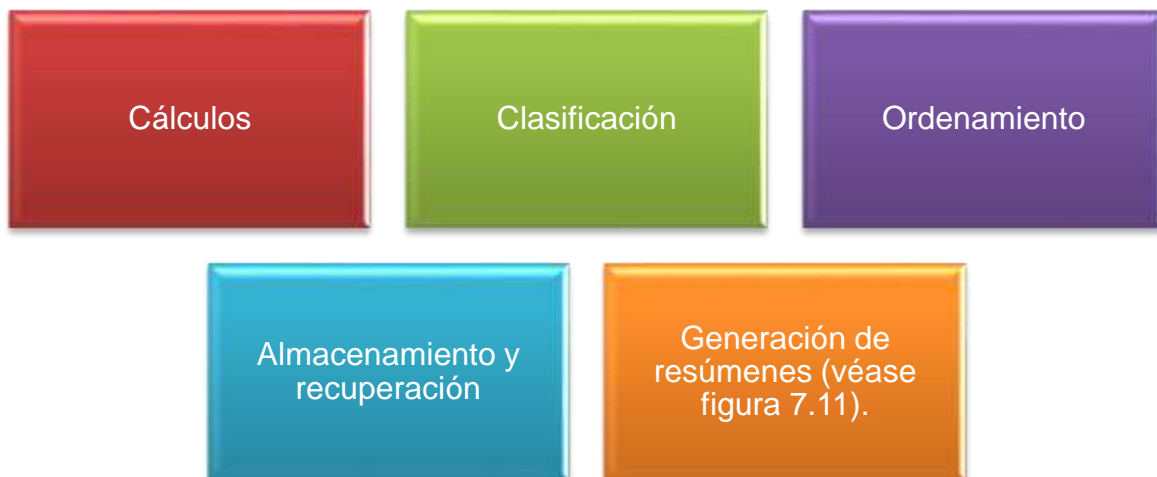 Cálculos
Clasificación
Ordenamiento
Almacenamiento y
recuperación
Generación de
resúmenes (véase
figura 7.11).